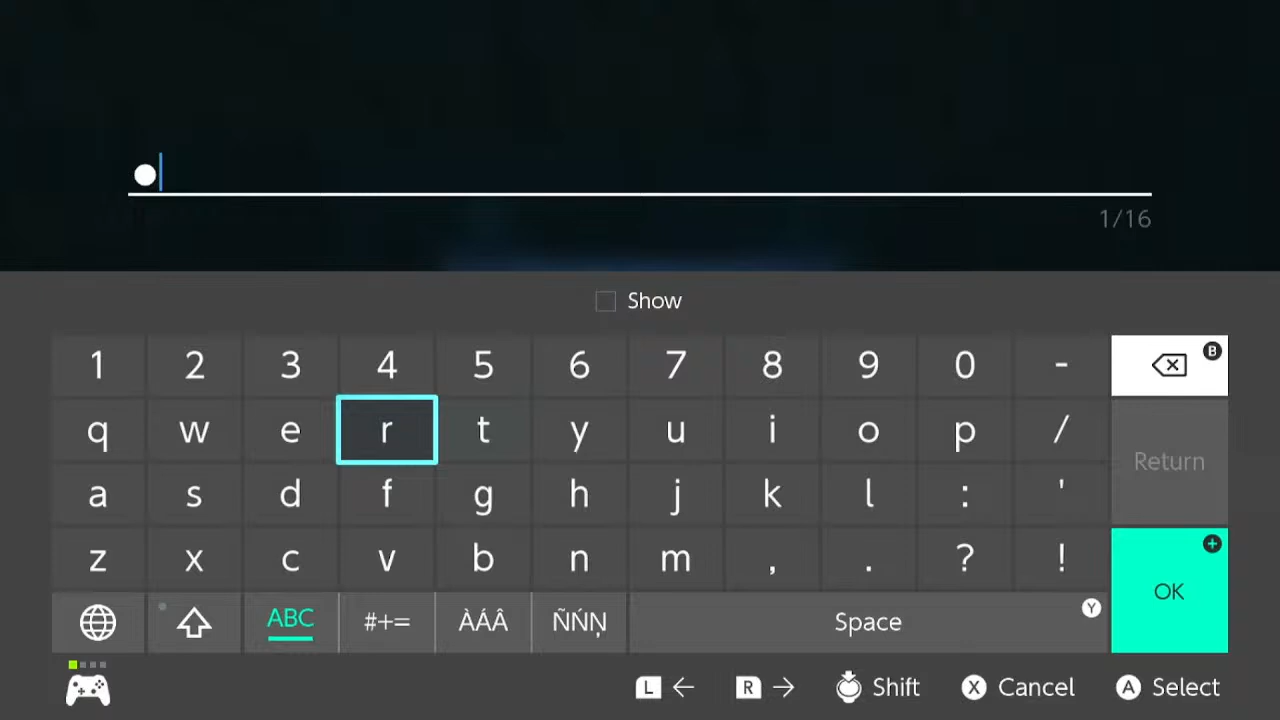 ●
1/16
Show
1 2 3 4 5 6 7 8 9 0 - B
q w e r t y u i o p / Return
a s d f g h j k l : '
z x c v b n m , . ? ! + OK
ABC #+= ÀÁÂ ÑŃŅ Space Y
L ← R → Shift X Cancel A Select